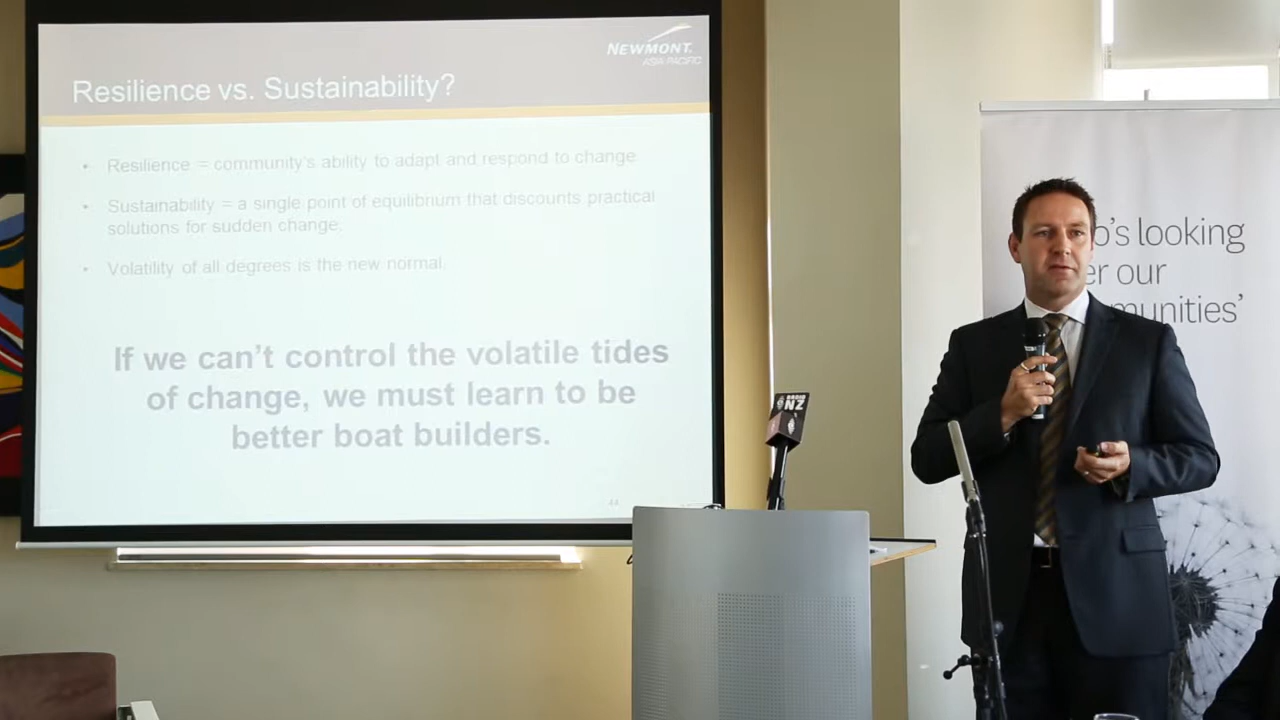 NEWMONT.
ASIA PACIFIC
Resilience vs. Sustainability?
• Resilience = community's ability to adapt and respond to change
• Sustainability = a single point of equilibrium that discounts practical
solutions for sudden change.
• Volatility of all degrees is the new normal.
If we can't control the volatile tides
of change, we must learn to be
better boat builders.
44
RADIO
NZ
o's looking
er our
munities'